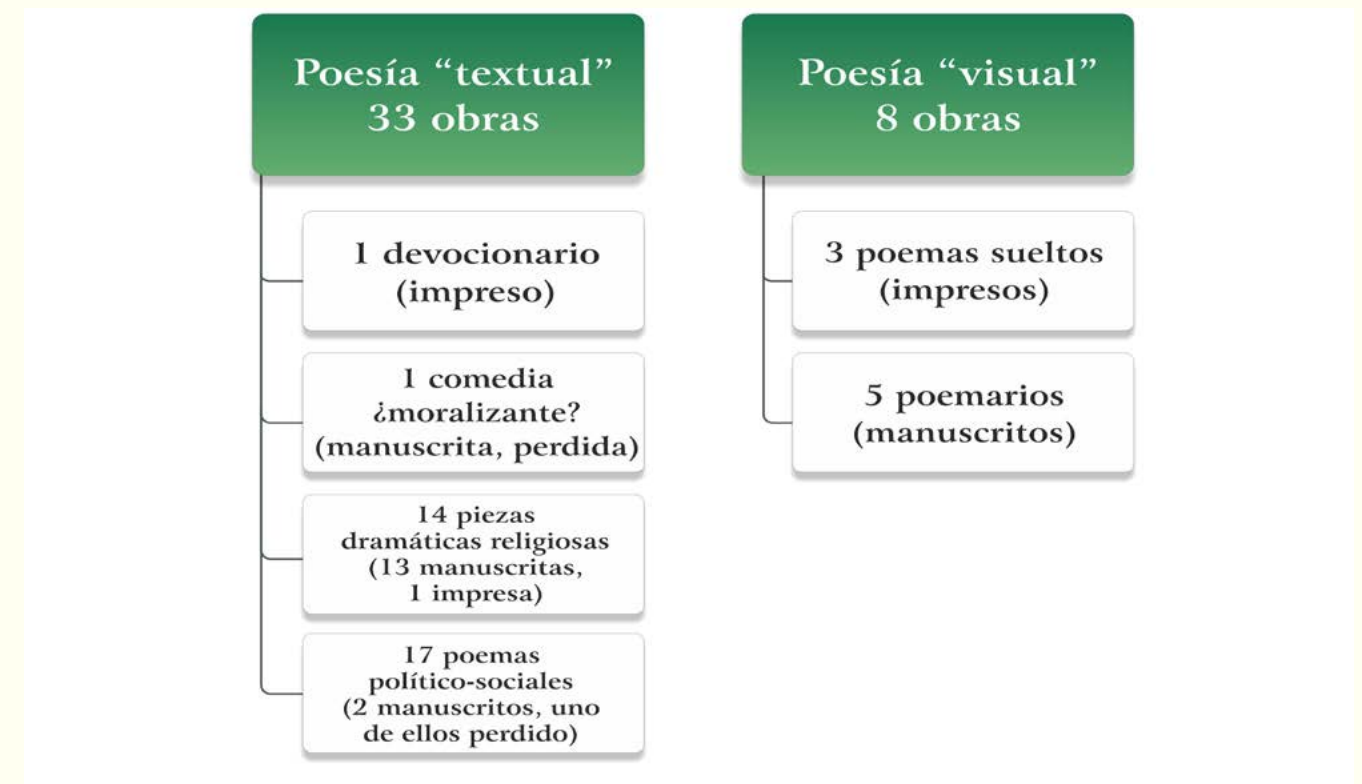 Poesía “textual”
33 obras
1 devocionario
(impreso)
1 comedia
¿moralizante?
(manuscrita, perdida)
14 piezas
dramáticas religiosas
(13 manuscritas,
1 impresa)
17 poemas
político-sociales
(2 manuscritos, uno
de ellos perdido)
Poesía “visual”
8 obras
3 poemas sueltos
(impresos)
5 poemarios
(manuscritos)